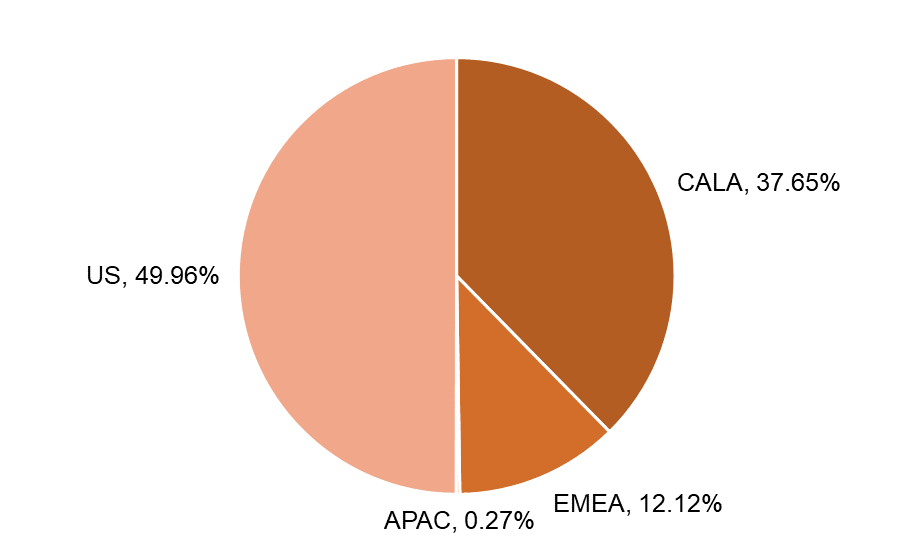 CALA, 37.65%
US, 49.96%
EMEA, 12.12%
APAC, 0.27%